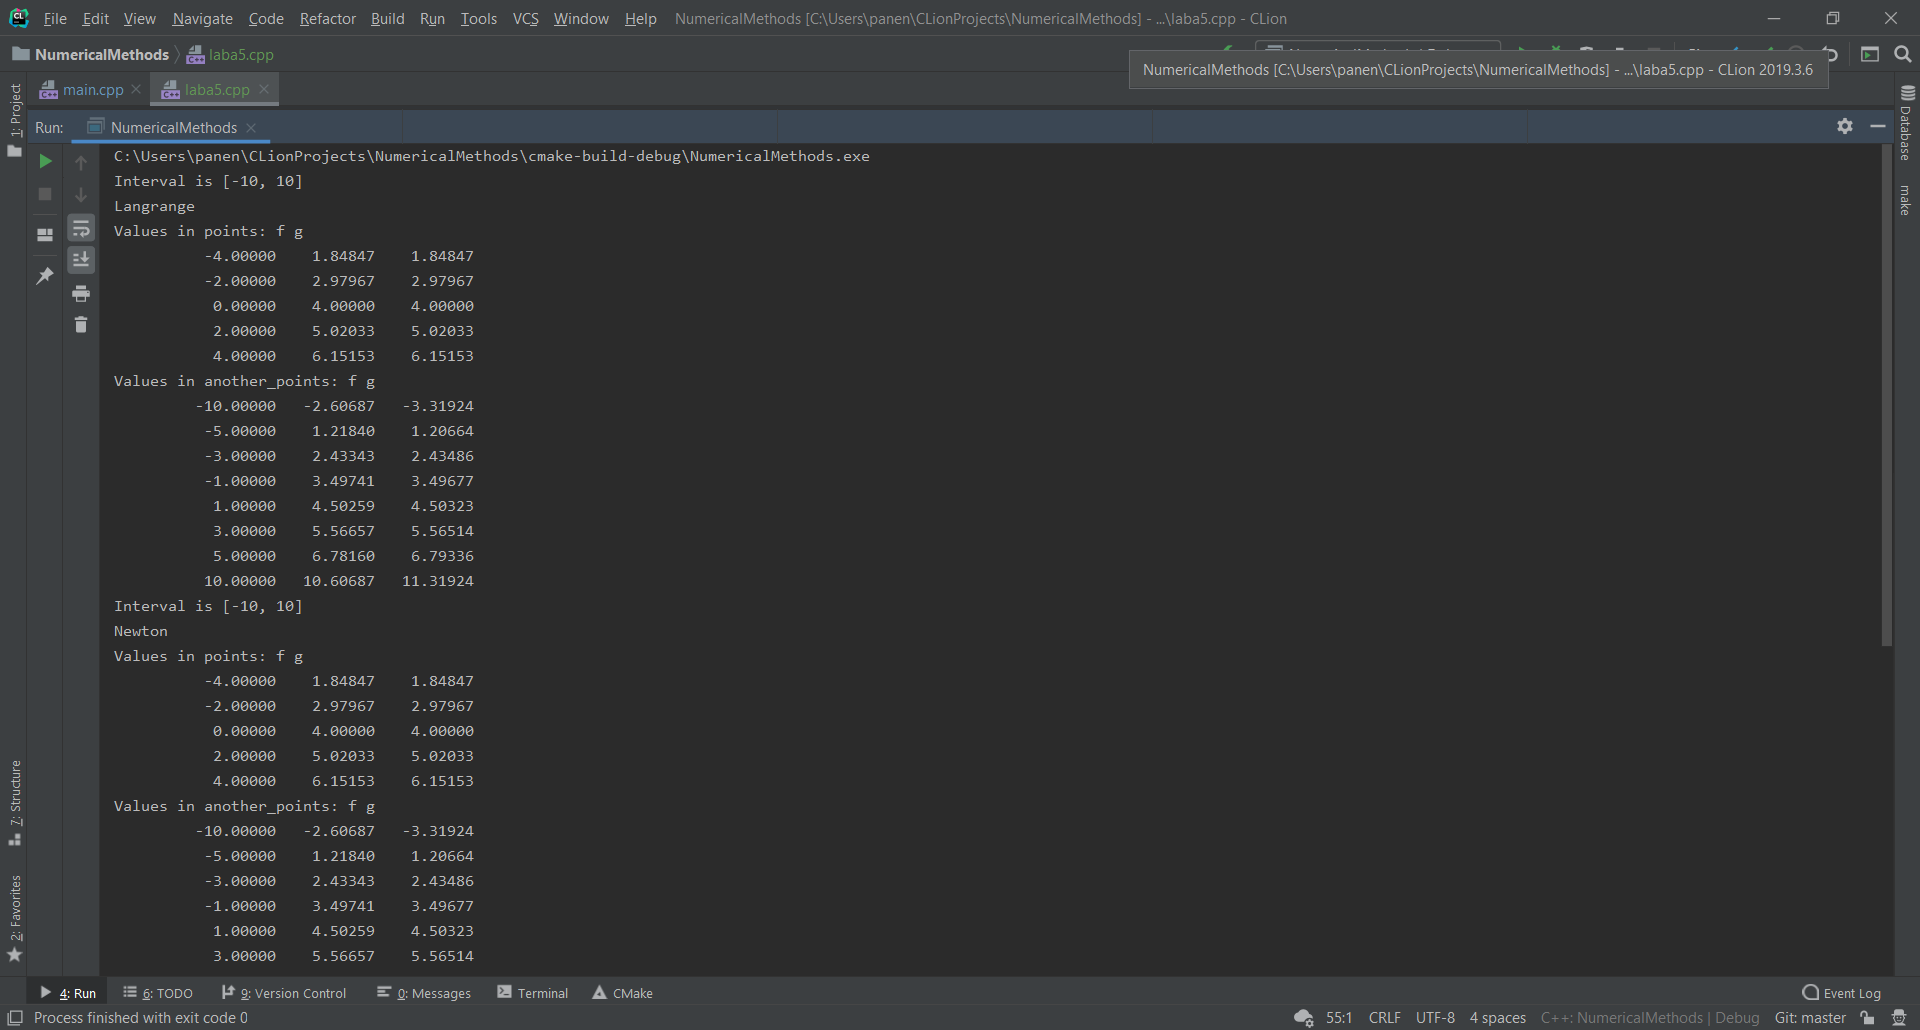 File Edit View Navigate Code Refactor Build Run Tools VCS Window Help NumericalMethods [C:\Users\panen\CLionProjects\NumericalMethods] - ...\laba5.cpp - CLion
NumericalMethods laba5.cpp
NumericalMethods [C:\Users\panen\CLionProjects\NumericalMethods] - ...\laba5.cpp - CLion 2019.3.6
main.cpp laba5.cpp
Run: NumericalMethods
C:\Users\panen\CLionProjects\NumericalMethods\cmake-build-debug\NumericalMethods.exe
Interval is [-10, 10]
Langrange
Values in points: f g
-4.00000 1.84847 1.84847
-2.00000 2.97967 2.97967
0.00000 4.00000 4.00000
2.00000 5.02033 5.02033
4.00000 6.15153 6.15153
Values in another_points: f g
-10.00000 -2.60687 -3.31924
-5.00000 1.21840 1.20664
-3.00000 2.43343 2.43486
-1.00000 3.49741 3.49677
1.00000 4.50259 4.50323
3.00000 5.56657 5.56514
5.00000 6.78160 6.79336
10.00000 10.60687 11.31924
Interval is [-10, 10]
Newton
Values in points: f g
-4.00000 1.84847 1.84847
-2.00000 2.97967 2.97967
0.00000 4.00000 4.00000
2.00000 5.02033 5.02033
4.00000 6.15153 6.15153
Values in another_points: f g
-10.00000 -2.60687 -3.31924
-5.00000 1.21840 1.20664
-3.00000 2.43343 2.43486
-1.00000 3.49741 3.49677
1.00000 4.50259 4.50323
3.00000 5.56657 5.56514
1: Project
7: Structure
2: Favorites
Database
make
4: Run 6: TODO 9: Version Control 0: Messages Terminal CMake Event Log
Process finished with exit code 0 55:1 CRLF UTF-8 4 spaces C++: NumericalMethods | Debug Git: master